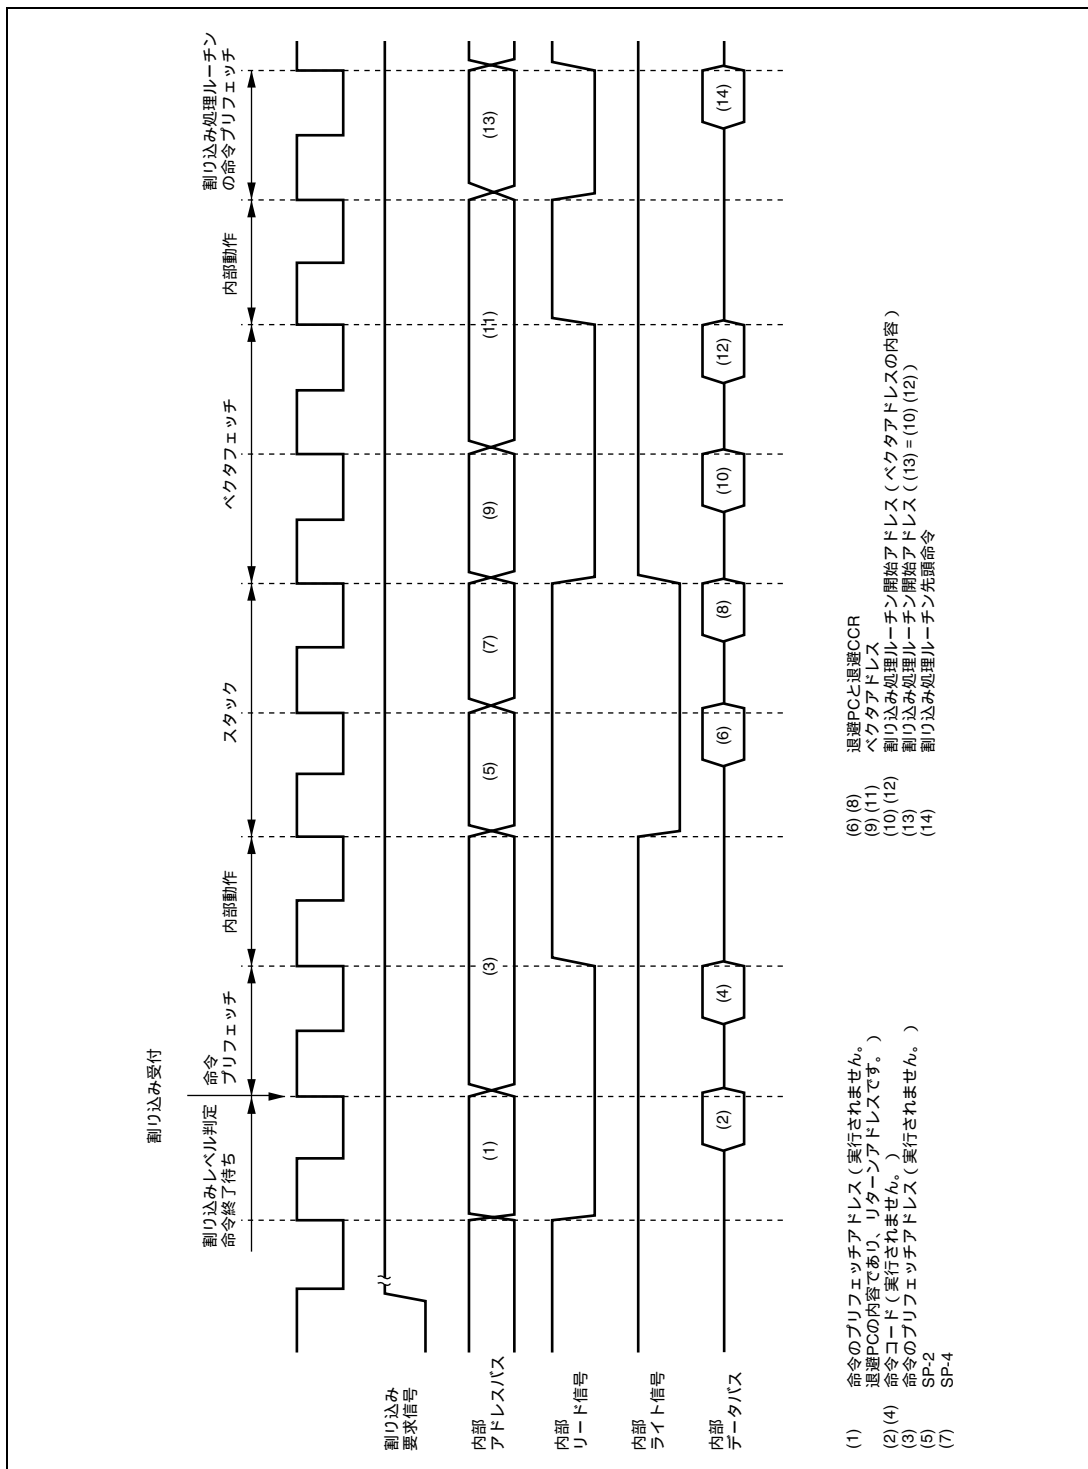 割り込み受付
割り込みレベル判定
命令終了待ち
命令
プリフェッチ
内部動作
スタック
ベクタフェッチ
内部動作
割り込み処理ルーチン
の命令プリフェッチ
割り込み
要求信号
内部
アドレスバス
(1)
(3)
(5)
(7)
(9)
(11)
(13)
内部
リード信号
内部
ライト信号
内部
データバス
(2)
(4)
(6)
(8)
(10)
(12)
(14)
(1) 命令のプリフェッチアドレス(実行されません。
退避PCの内容であり、リターンアドレスです。)
(2) (4) 命令コード(実行されません。)
(3) 命令のプリフェッチアドレス(実行されません。)
(5) SP-2
(7) SP-4
(6) (8) 退避PCと退避CCR
(9) (11) ベクタアドレス
(10) (12) 割り込み処理ルーチン開始アドレス(ベクタアドレスの内容)
(13) 割り込み処理ルーチン開始アドレス((13) = (10) (12))
(14) 割り込み処理ルーチン先頭命令